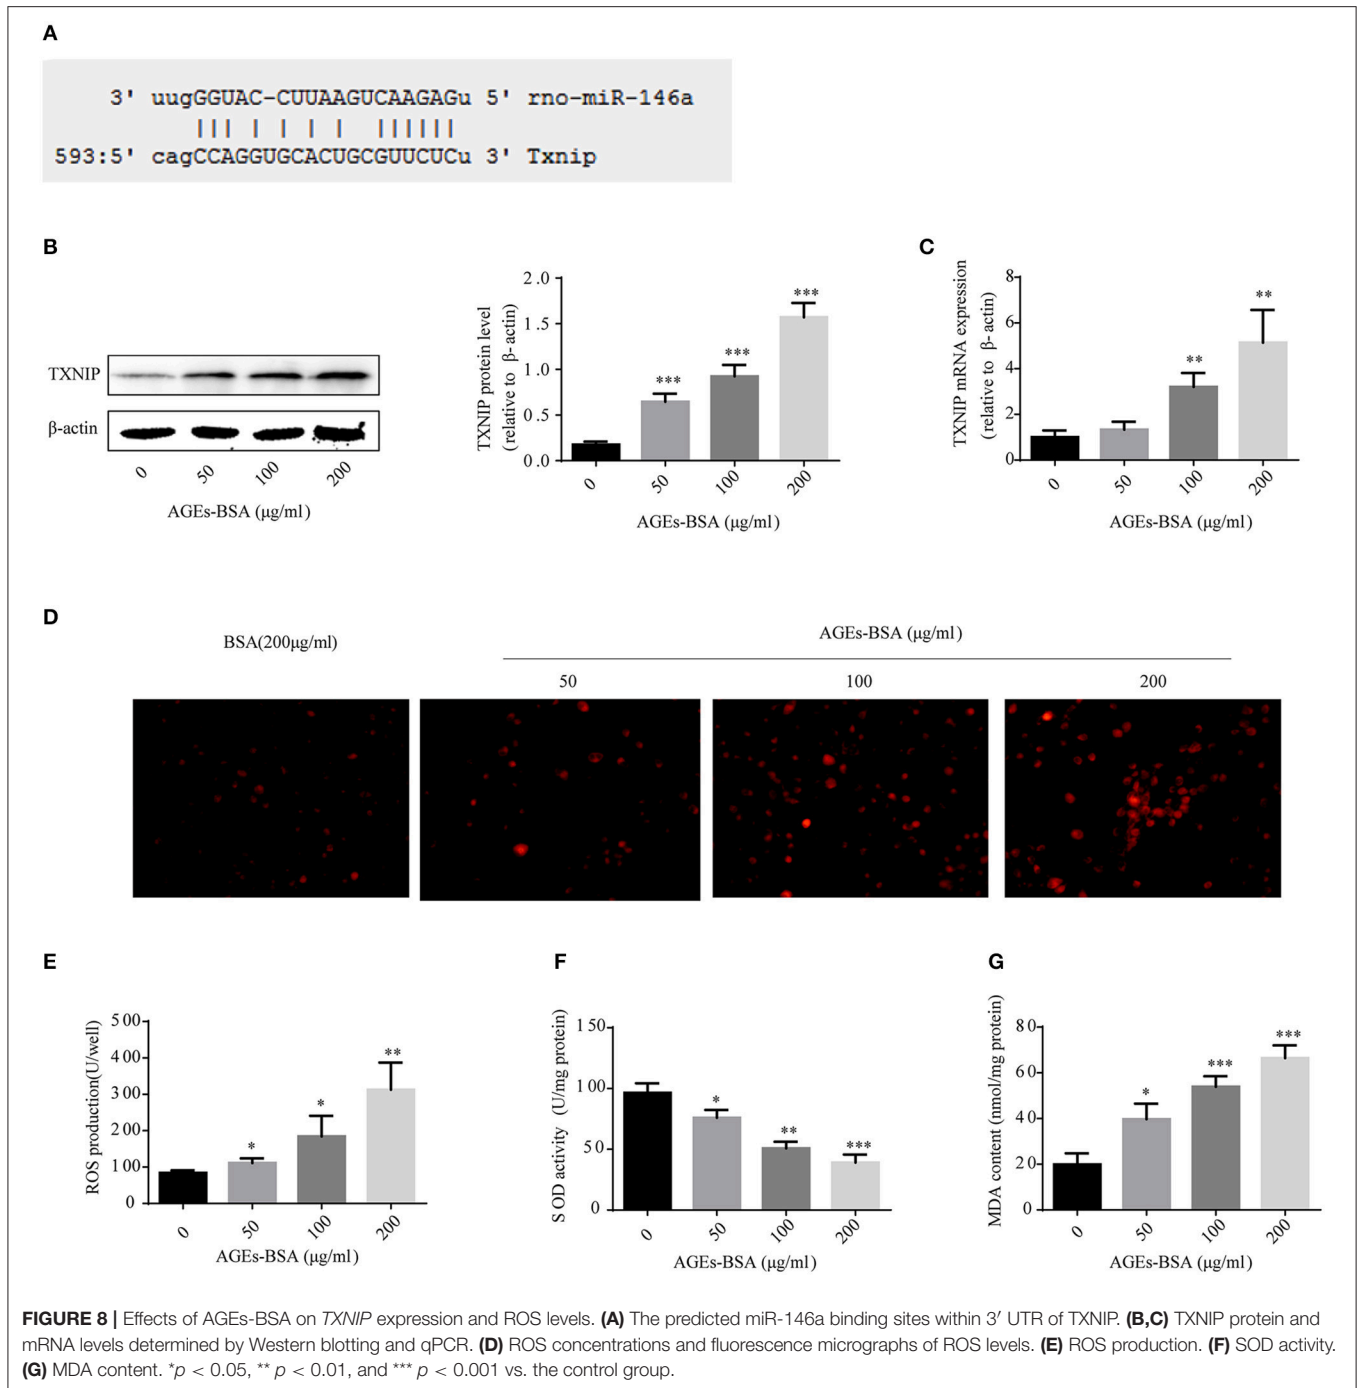 A
3' uugGGUAC-CUUAAGUCAAGAGu 5' rno-miR-146a
||| | | | | ||||||
593:5' cagCCAGGUGCACUGCGUUCUCu 3' Txnip
B
TXNIP
β-actin
0 50 100 200
AGEs-BSA (μg/ml)
TXNIP protein level
(relative to β-actin)
2.0
1.5
1.0
0.5
0.0
***
***
***
0 50 100 200
AGEs-BSA (μg/ml)
C
TXNIP mRNA expression
(relative to β-actin)
8
6
4
2
0
**
**
0 50 100 200
AGEs-BSA (μg/ml)
D
BSA(200μg/ml)
AGEs-BSA (μg/ml)
50 100 200
E
ROS production(U/well)
500
400
300
200
100
0
*
*
**
0 50 100 200
AGEs-BSA (μg/ml)
F
SOD activity (U/mg protein)
150
100
50
0
*
**
***
0 50 100 200
AGEs-BSA (μg/ml)
G
MDA content (nmol/mg protein)
80
60
40
20
0
*
***
***
0 50 100 200
AGEs-BSA (μg/ml)
FIGURE 8 | Effects of AGEs-BSA on TXNIP expression and ROS levels. (A) The predicted miR-146a binding sites within 3′ UTR of TXNIP. (B,C) TXNIP protein and
mRNA levels determined by Western blotting and qPCR. (D) ROS concentrations and fluorescence micrographs of ROS levels. (E) ROS production. (F) SOD activity.
(G) MDA content. *p < 0.05, ** p < 0.01, and *** p < 0.001 vs. the control group.